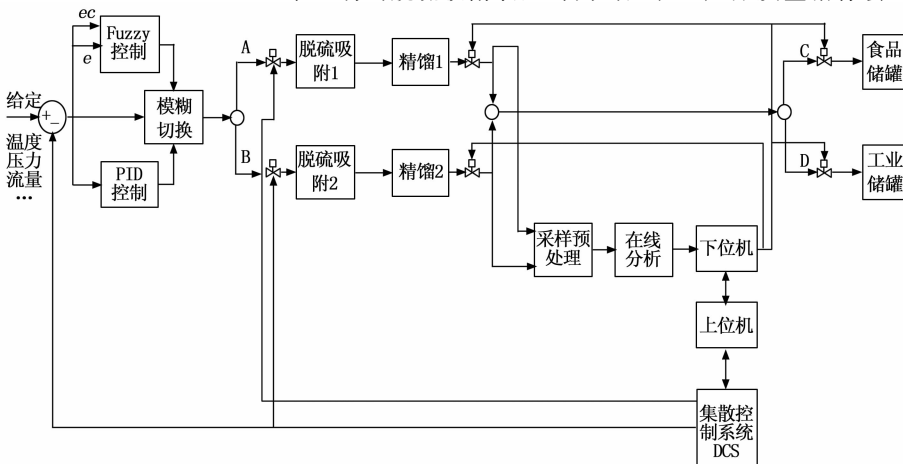 ec
e
Fuzzy
控制
给定
+
−
温度
压力
流量
...
模糊
切换
PID
控制
A
B
脱硫吸
附1
精馏1
脱硫吸
附2
精馏2
C
D
食品
储罐
工业
储罐
采样预
处理
在线
分析
下位机
上位机
集散控
制系统
DCS